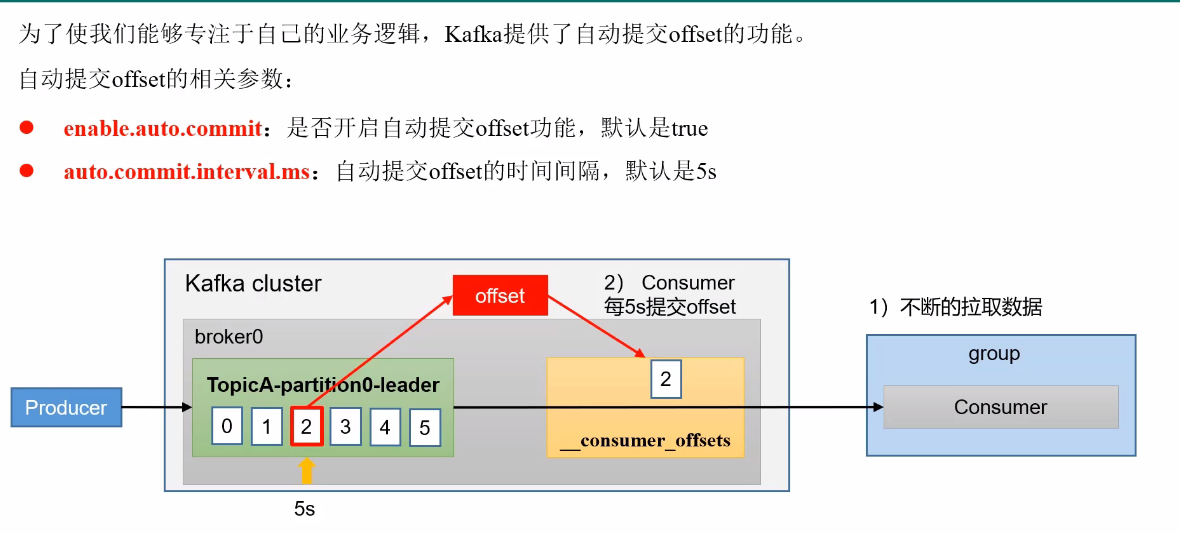 为了使我们能够专注于自己的业务逻辑，Kafka提供了自动提交offset的功能。
自动提交offset的相关参数：
enable.auto.commit：是否开启自动提交offset功能，默认是true
auto.commit.interval.ms：自动提交offset的时间间隔，默认是5s
Kafka cluster
offset
2） Consumer
每5s提交offset
1）不断的拉取数据
broker0
group
TopicA-partition0-leader
2
Producer
Consumer
0 1 2 3 4 5
__consumer_offsets
5s